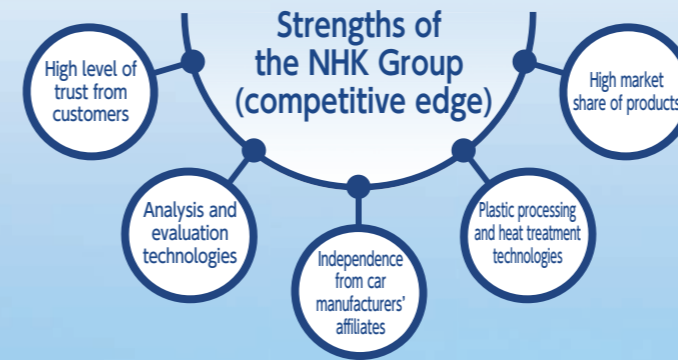 Strengths of
the NHK Group
(competitive edge)
High level of
trust from
customers
Analysis and
evaluation
technologies
Independence
from car
manufacturers'
affiliates
Plastic processing
and heat treatment
technologies
High market
share of products